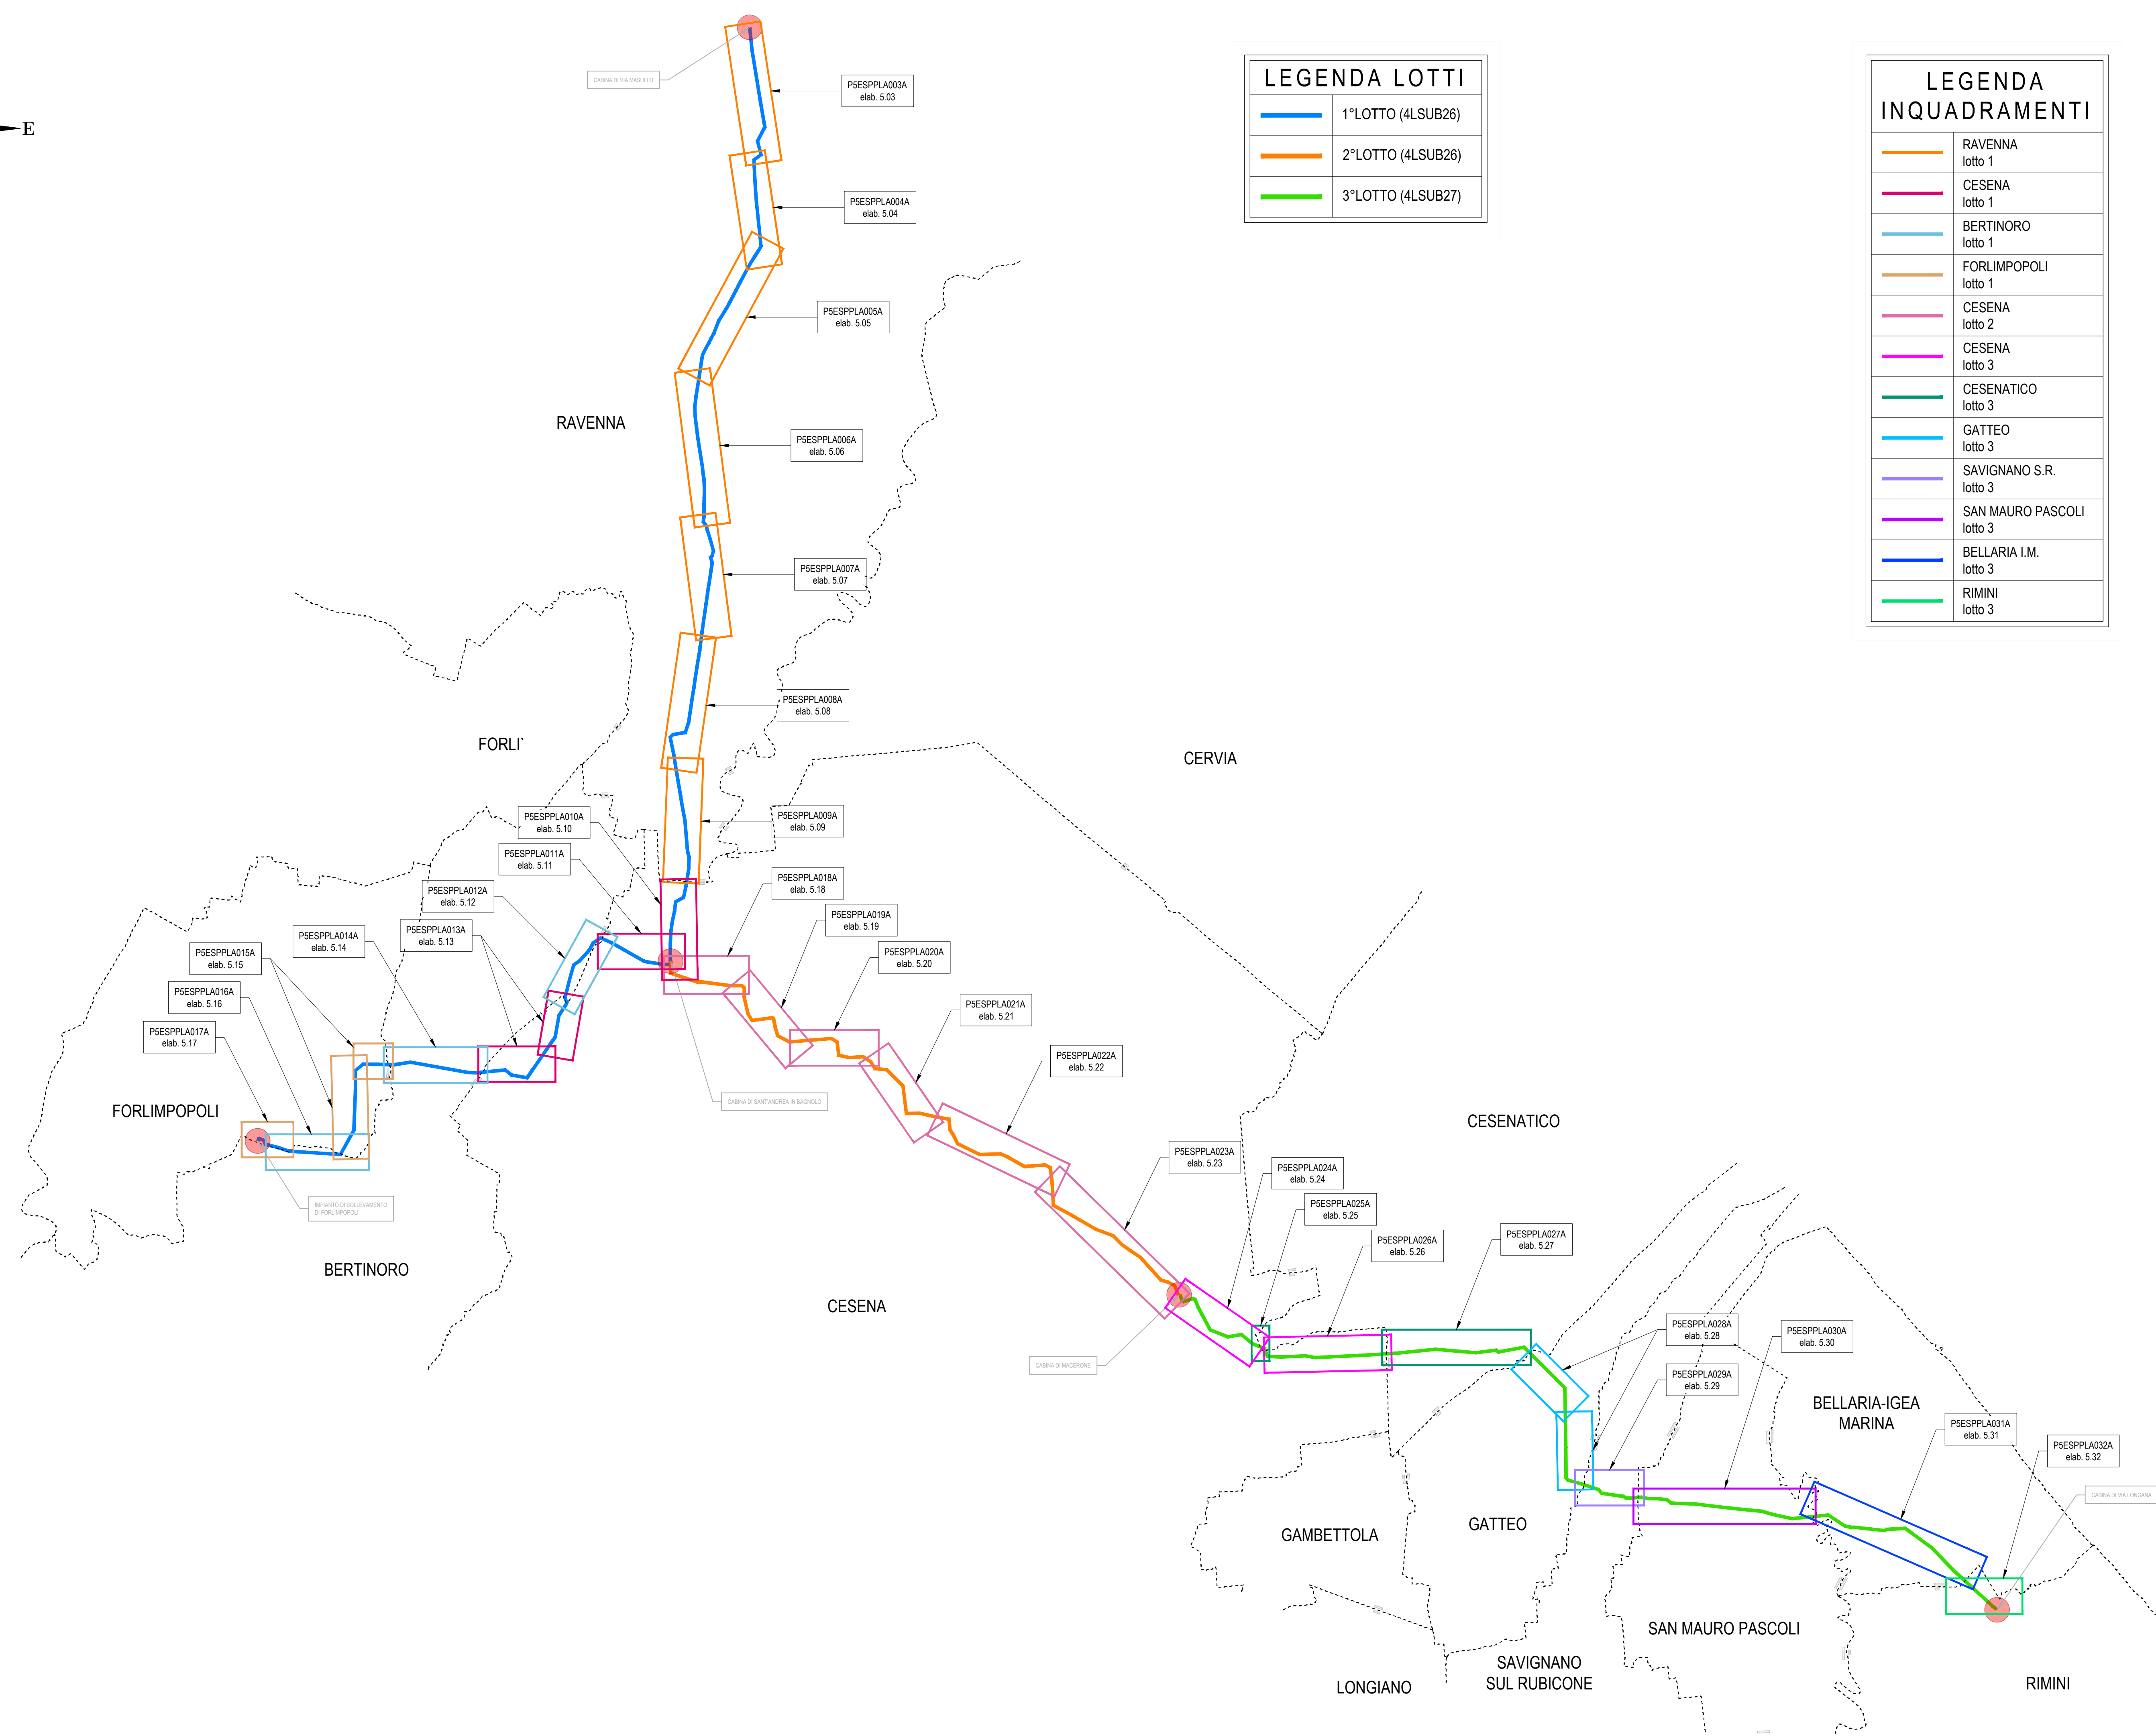 CABINA DI VIA MASULLO
P5ESPPLA003A
elab. 5.03
LEGENDA LOTTI
1°LOTTO (4LSUB26)
2°LOTTO (4LSUB26)
3°LOTTO (4LSUB27)
LEGENDA
INQUADRAMENTI
RAVENNA
lotto 1
CESENA
lotto 1
BERTINORO
lotto 1
FORLIMPOPOLI
lotto 1
CESENA
lotto 2
CESENA
lotto 3
CESENATICO
lotto 3
GATTEO
lotto 3
SAVIGNANO S.R.
lotto 3
SAN MAURO PASCOLI
lotto 3
BELLARIA I.M.
lotto 3
RIMINI
lotto 3
E
P5ESPPLA004A
elab. 5.04
P5ESPPLA005A
elab. 5.05
RAVENNA
P5ESPPLA006A
elab. 5.06
P5ESPPLA007A
elab. 5.07
P5ESPPLA008A
elab. 5.08
FORLI`
CERVIA
P5ESPPLA009A
elab. 5.09
P5ESPPLA010A
elab. 5.10
P5ESPPLA011A
elab. 5.11
P5ESPPLA012A
elab. 5.12
P5ESPPLA013A
elab. 5.13
P5ESPPLA014A
elab. 5.14
P5ESPPLA015A
elab. 5.15
P5ESPPLA016A
elab. 5.16
P5ESPPLA017A
elab. 5.17
P5ESPPLA018A
elab. 5.18
P5ESPPLA019A
elab. 5.19
P5ESPPLA020A
elab. 5.20
P5ESPPLA021A
elab. 5.21
P5ESPPLA022A
elab. 5.22
CABINA DI SANT'ANDREA IN BAGNOLO
FORLIMPOPOLI
CESENATICO
IMPIANTO DI SOLLEVAMENTO
DI FORLIMPOPOLI
BERTINORO
CESENA
P5ESPPLA023A
elab. 5.23
P5ESPPLA024A
elab. 5.24
P5ESPPLA025A
elab. 5.25
P5ESPPLA026A
elab. 5.26
P5ESPPLA027A
elab. 5.27
CABINA DI MACERONE
P5ESPPLA028A
elab. 5.28
P5ESPPLA029A
elab. 5.29
P5ESPPLA030A
elab. 5.30
BELLARIA-IGEA
MARINA
P5ESPPLA031A
elab. 5.31
P5ESPPLA032A
elab. 5.32
CABINA DI VIA LONGANA
GAMBETTOLA
GATTEO
SAN MAURO PASCOLI
SAVIGNANO
SUL RUBICONE
LONGIANO
RIMINI